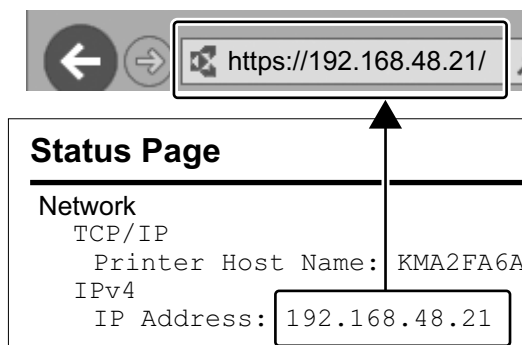 https://192.168.48.21/
Status Page
Network
TCP/IP
Printer Host Name: KMA2FA6A
IPv4
IP Address: 192.168.48.21